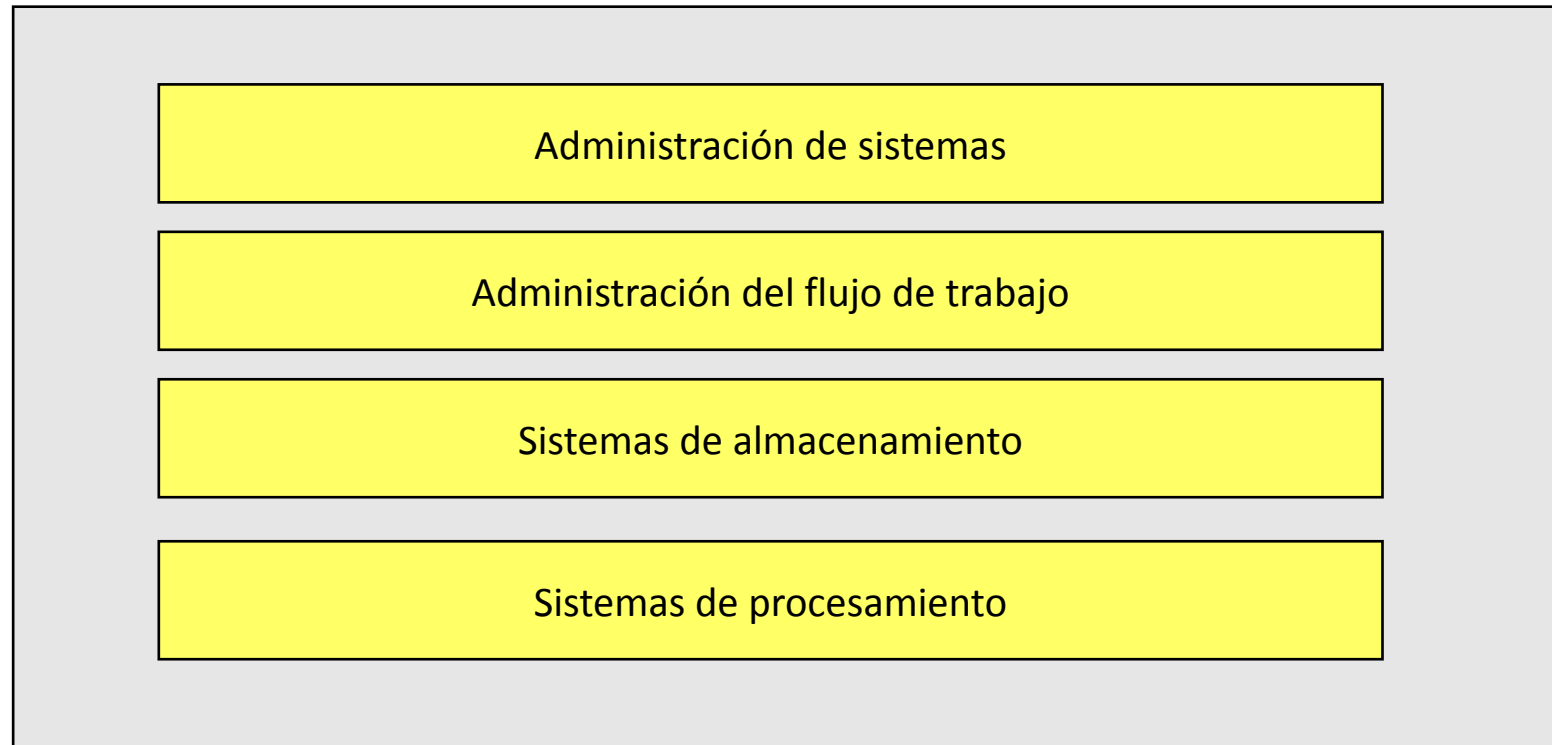 Administración de sistemas
Administración del flujo de trabajo
Sistemas de almacenamiento
Sistemas de procesamiento